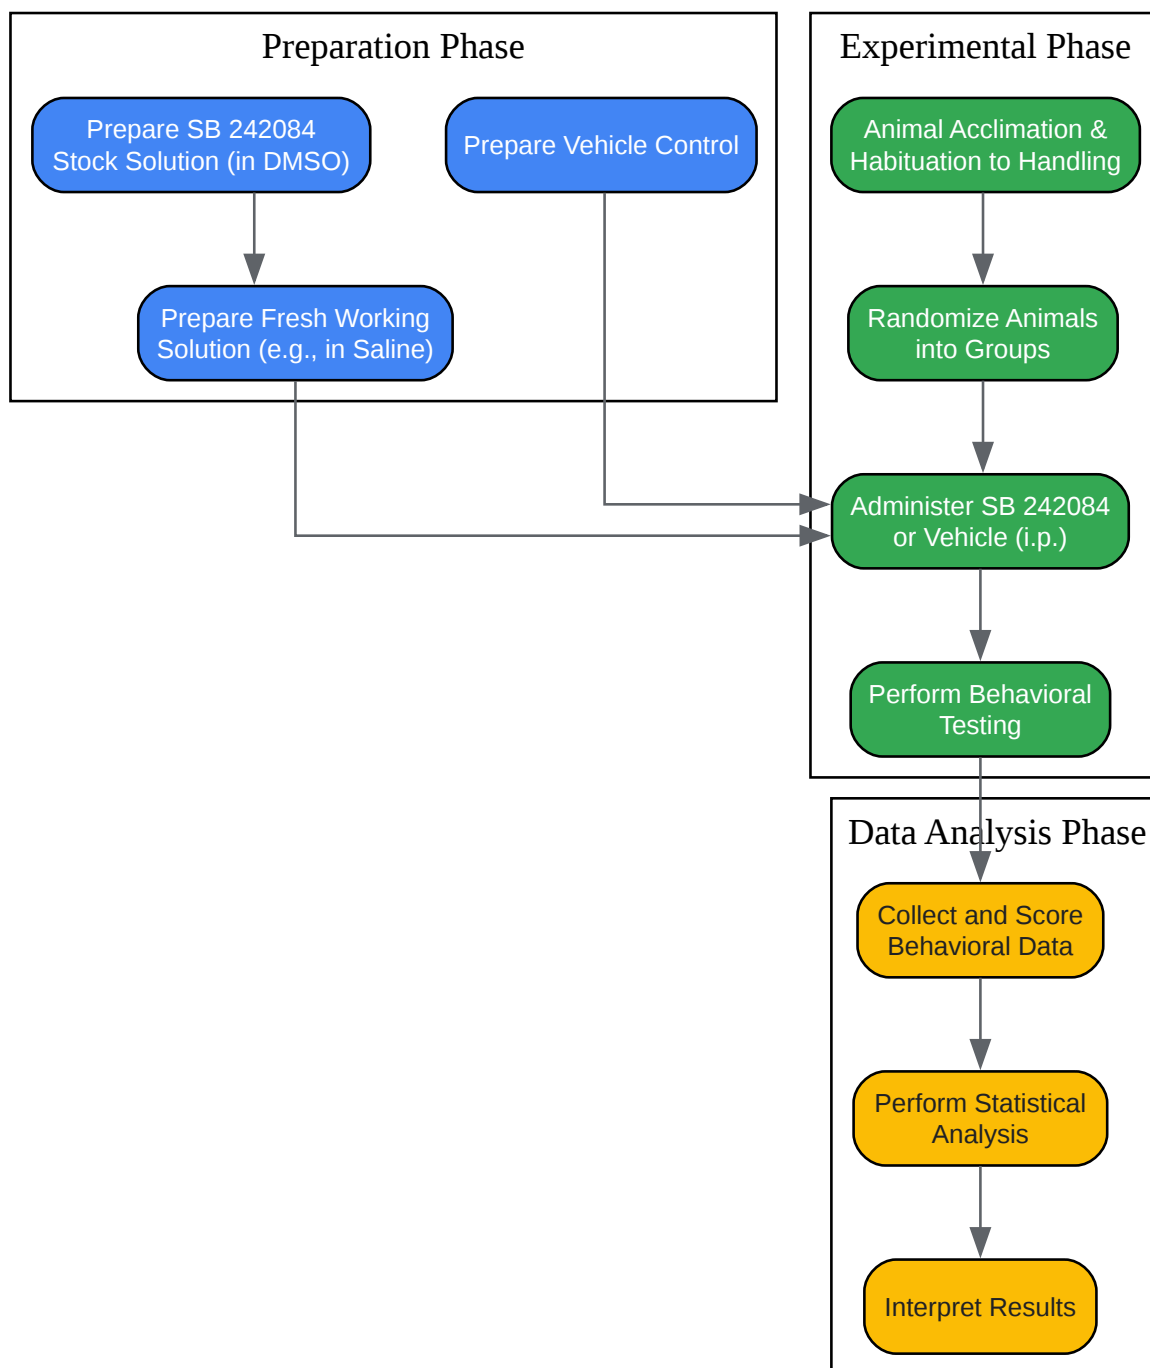 Preparation Phase
Prepare SB 242084
Stock Solution (in DMSO)
Prepare Vehicle Control
Prepare Fresh Working
Solution (e.g., in Saline)
Experimental Phase
Animal Acclimation &
Habituation to Handling
Randomize Animals
into Groups
Administer SB 242084
or Vehicle (i.p.)
Perform Behavioral
Testing
Data Analysis Phase
Collect and Score
Behavioral Data
Perform Statistical
Analysis
Interpret Results